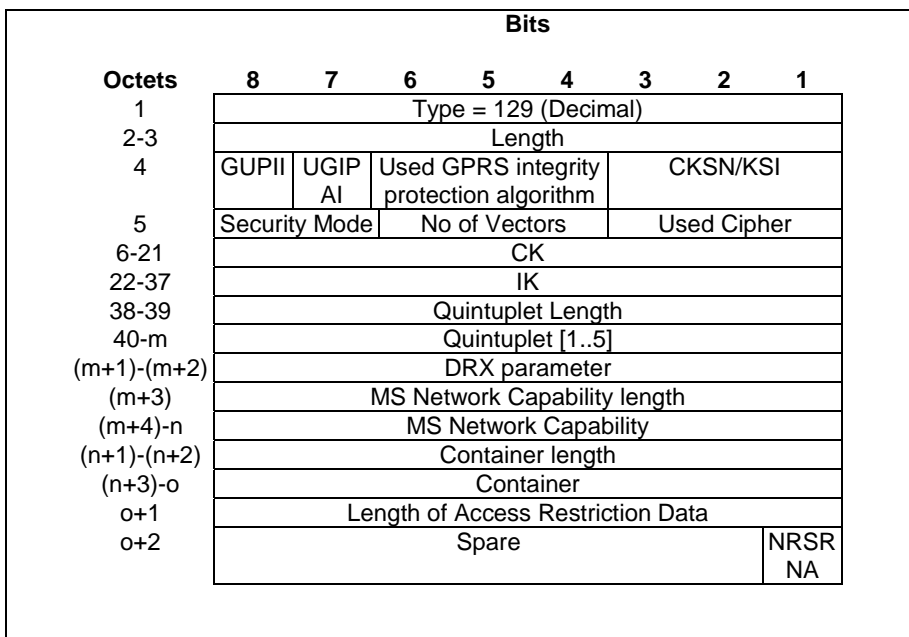 Bits
Octets 8 7 6 5 4 3 2 1
1 Type = 129 (Decimal)
2-3 Length
4 GUPII UGIP Used GPRS integrity CKSN/KSI
AI protection algorithm
5 Security Mode No of Vectors Used Cipher
6-21 CK
22-37 IK
38-39 Quintuplet Length
40-m Quintuplet [1..5]
(m+1)-(m+2) DRX parameter
(m+3) MS Network Capability length
(m+4)-n MS Network Capability
(n+1)-(n+2) Container length
(n+3)-o Container
o+1 Length of Access Restriction Data
o+2 Spare NRSR
NA